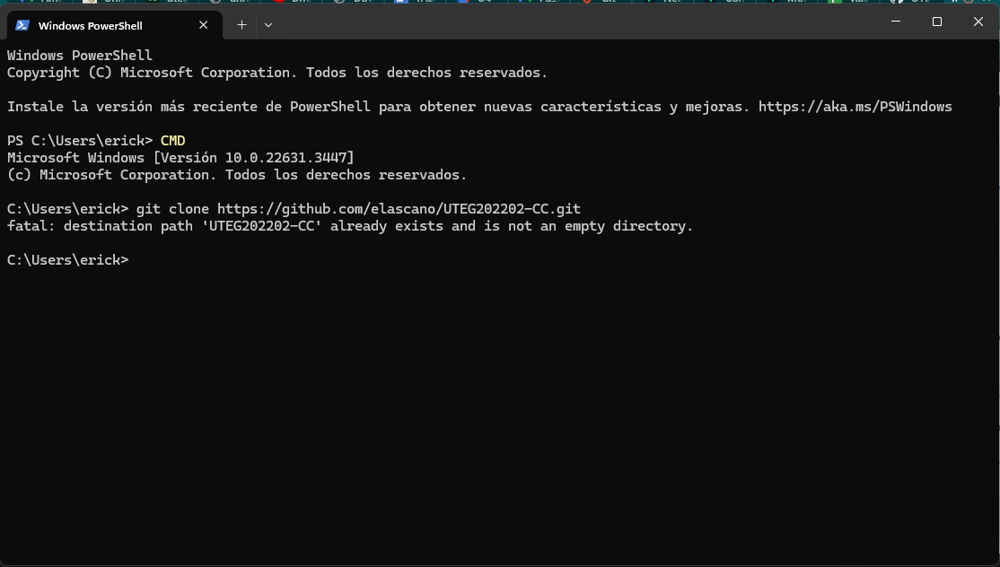 Windows PowerShell
Windows PowerShell
Copyright (C) Microsoft Corporation. Todos los derechos reservados.
Instale la versión más reciente de PowerShell para obtener nuevas características y mejoras. https://aka.ms/PSWindows
PS C:\Users\erick> CMD
Microsoft Windows [Versión 10.0.22631.3447]
(c) Microsoft Corporation. Todos los derechos reservados.
C:\Users\erick> git clone https://github.com/elascano/UTEG202202-CC.git
fatal: destination path 'UTEG202202-CC' already exists and is not an empty directory.
C:\Users\erick>